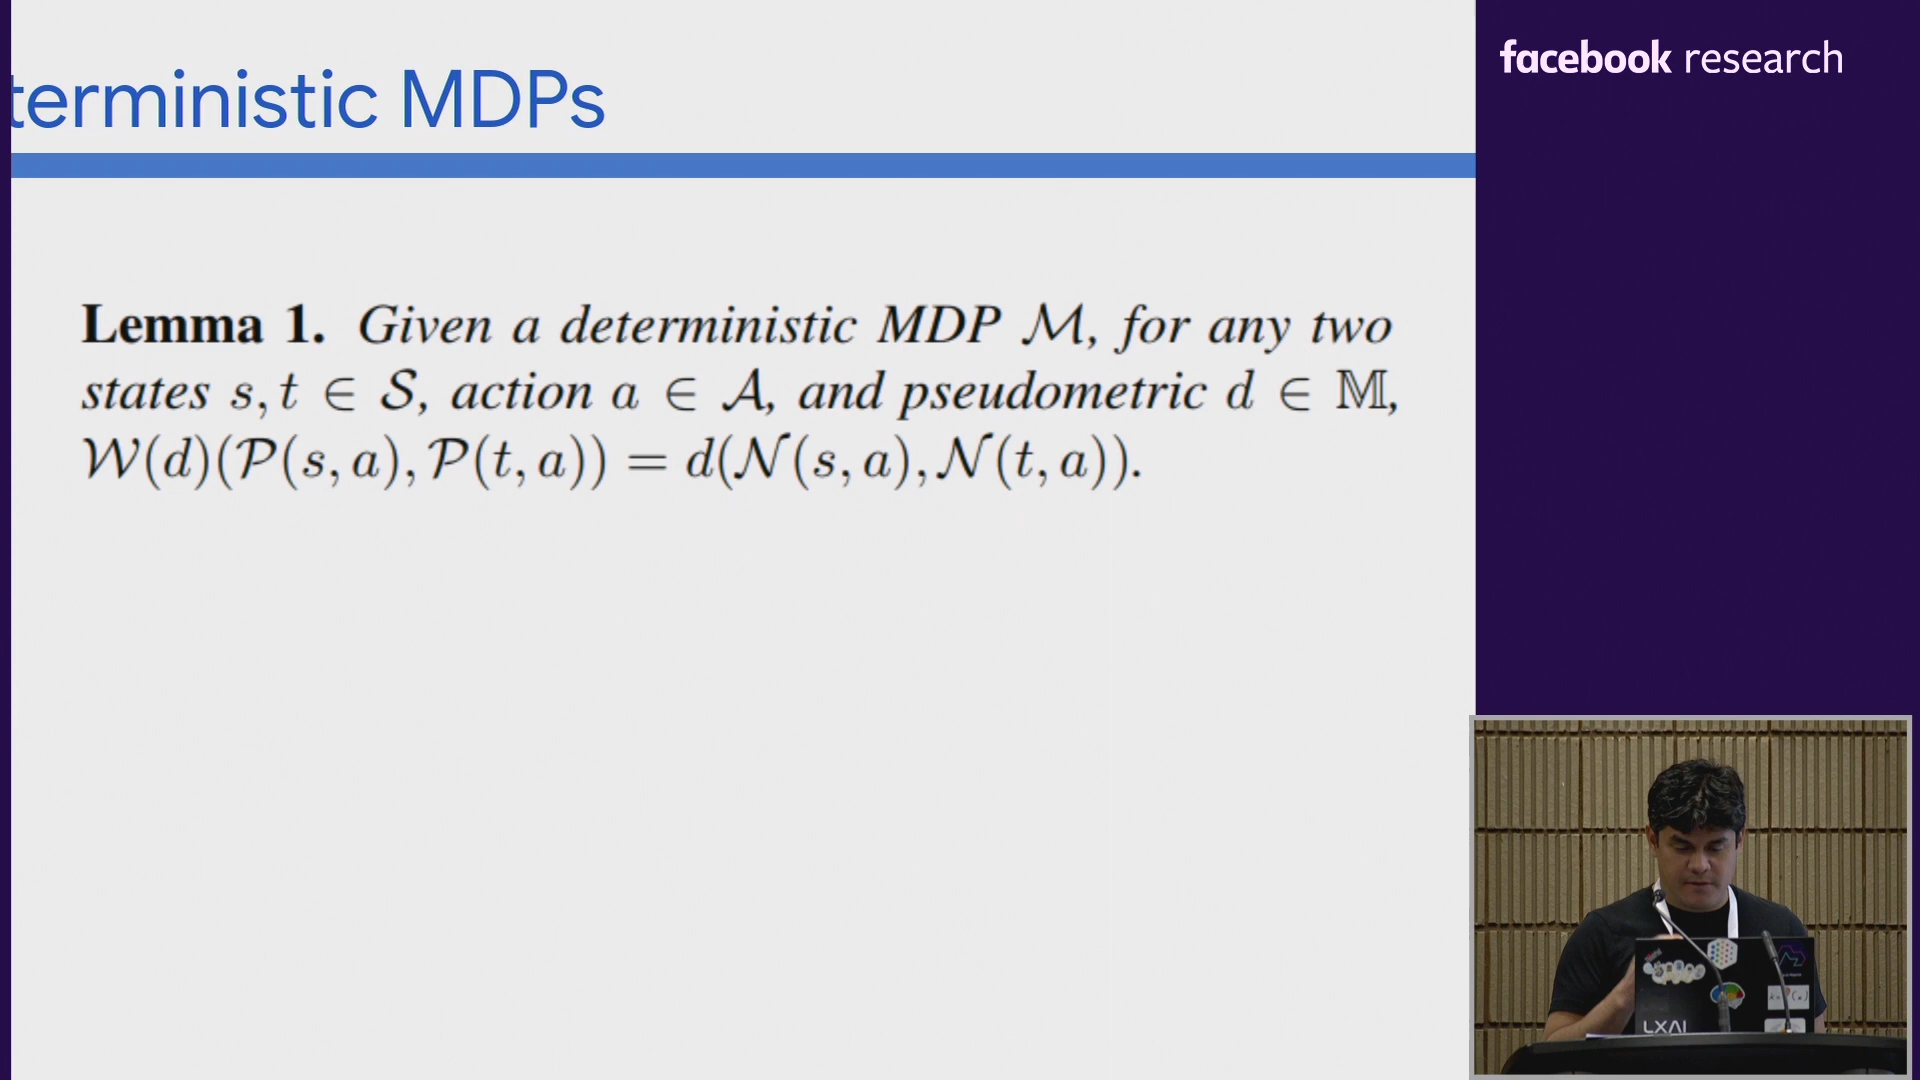 terministic MDPs
facebook research
Lemma 1. Given a deterministic MDP ℳ, for any two
states s, t ∈ 𝒮, action a ∈ 𝒜, and pseudometric d ∈ 𝕄,
𝒲(d)(𝒫(s, a), 𝒫(t, a)) = d(𝒩(s, a), 𝒩(t, a)).
LXAI